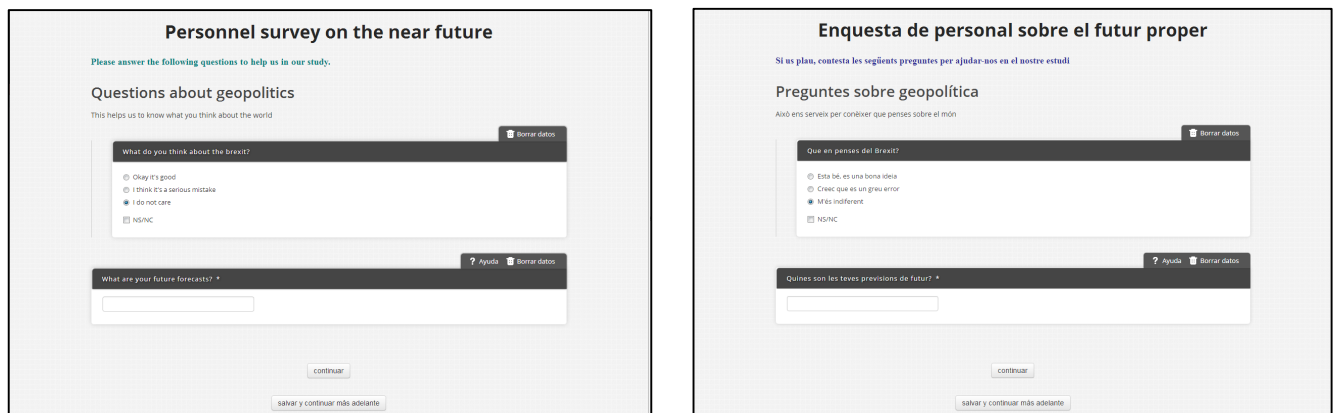 Personnel survey on the near future
Please answer the following questions to help us in our study.
Questions about geopolitics
This helps us to know what you think about the world
Borrar datos
What do you think about the brexit?
Okay it's good
I think it's a serious mistake
I do not care
NS/NC
? Ayuda Borrar datos
What are your future forecasts? *
continuar
salvar y continuar más adelante
Enquesta de personal sobre el futur proper
Si us plau, contesta les següents preguntes per ajudar-nos en el nostre estudi
Preguntes sobre geopolítica
Això ens serveix per conèixer que penses sobre el món
Borrar datos
Que en penses del Brexit?
Esta bé, es una bona ideia
Creec que es un greu error
M'és indiferent
NS/NC
? Ayuda Borrar datos
Quines son les teves previsions de futur? *
continuar
salvar y continuar más adelante